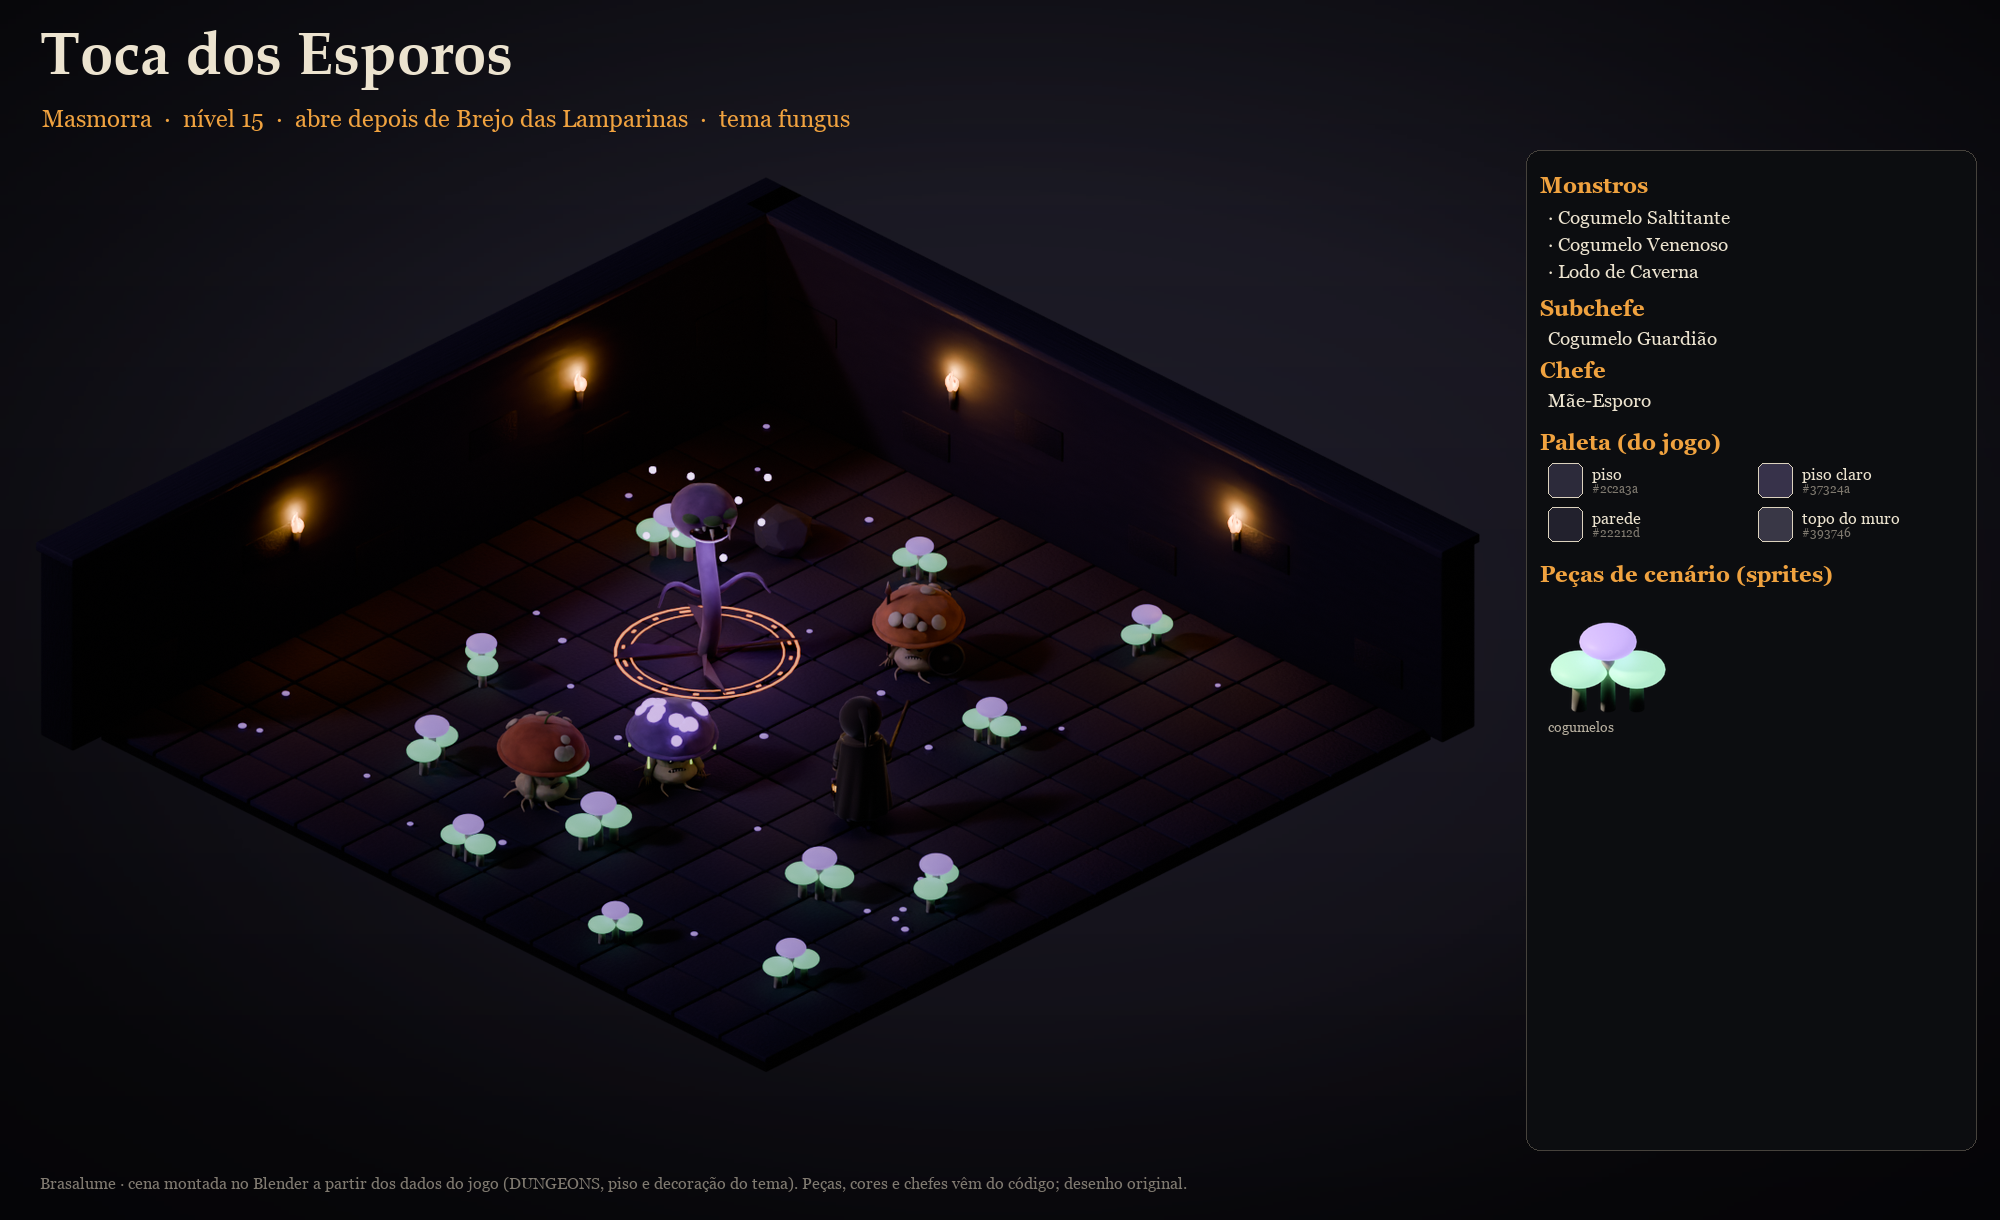 Toca dos Esporos
Masmorra · nível 15 · abre depois de Brejo das Lamparinas · tema fungus
Monstros
· Cogumelo Saltitante
· Cogumelo Venenoso
· Lodo de Caverna
Subchefe
Cogumelo Guardião
Chefe
Mãe-Esporo
Paleta (do jogo)
piso
#2c2a3a
piso claro
#37324a
parede
#22212d
topo do muro
#393746
Peças de cenário (sprites)
cogumelos
Brasalume · cena montada no Blender a partir dos dados do jogo (DUNGEONS, piso e decoração do tema). Peças, cores e chefes vêm do código; desenho original.